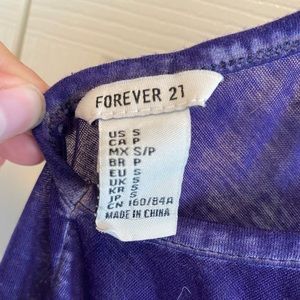 FOREVER 21
US S
CA P
MX S/P
BR P
EU S
UK S
KR S
JP S
CN 160/84A
MADE IN CHINA